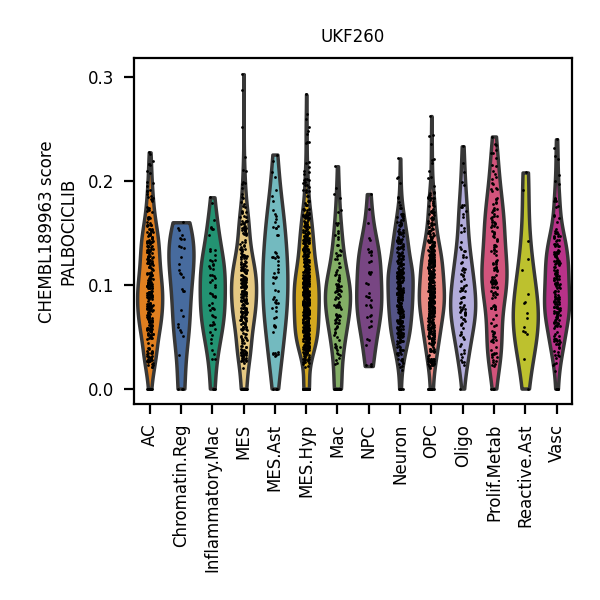 UKF260
CHEMBL189963 score
PALBOCICLIB
0.3
0.2
0.1
0.0
AC
Chromatin.Reg
Inflammatory.Mac
MES
MES.Ast
MES.Hyp
Mac
NPC
Neuron
OPC
Oligo
Prolif.Metab
Reactive.Ast
Vasc